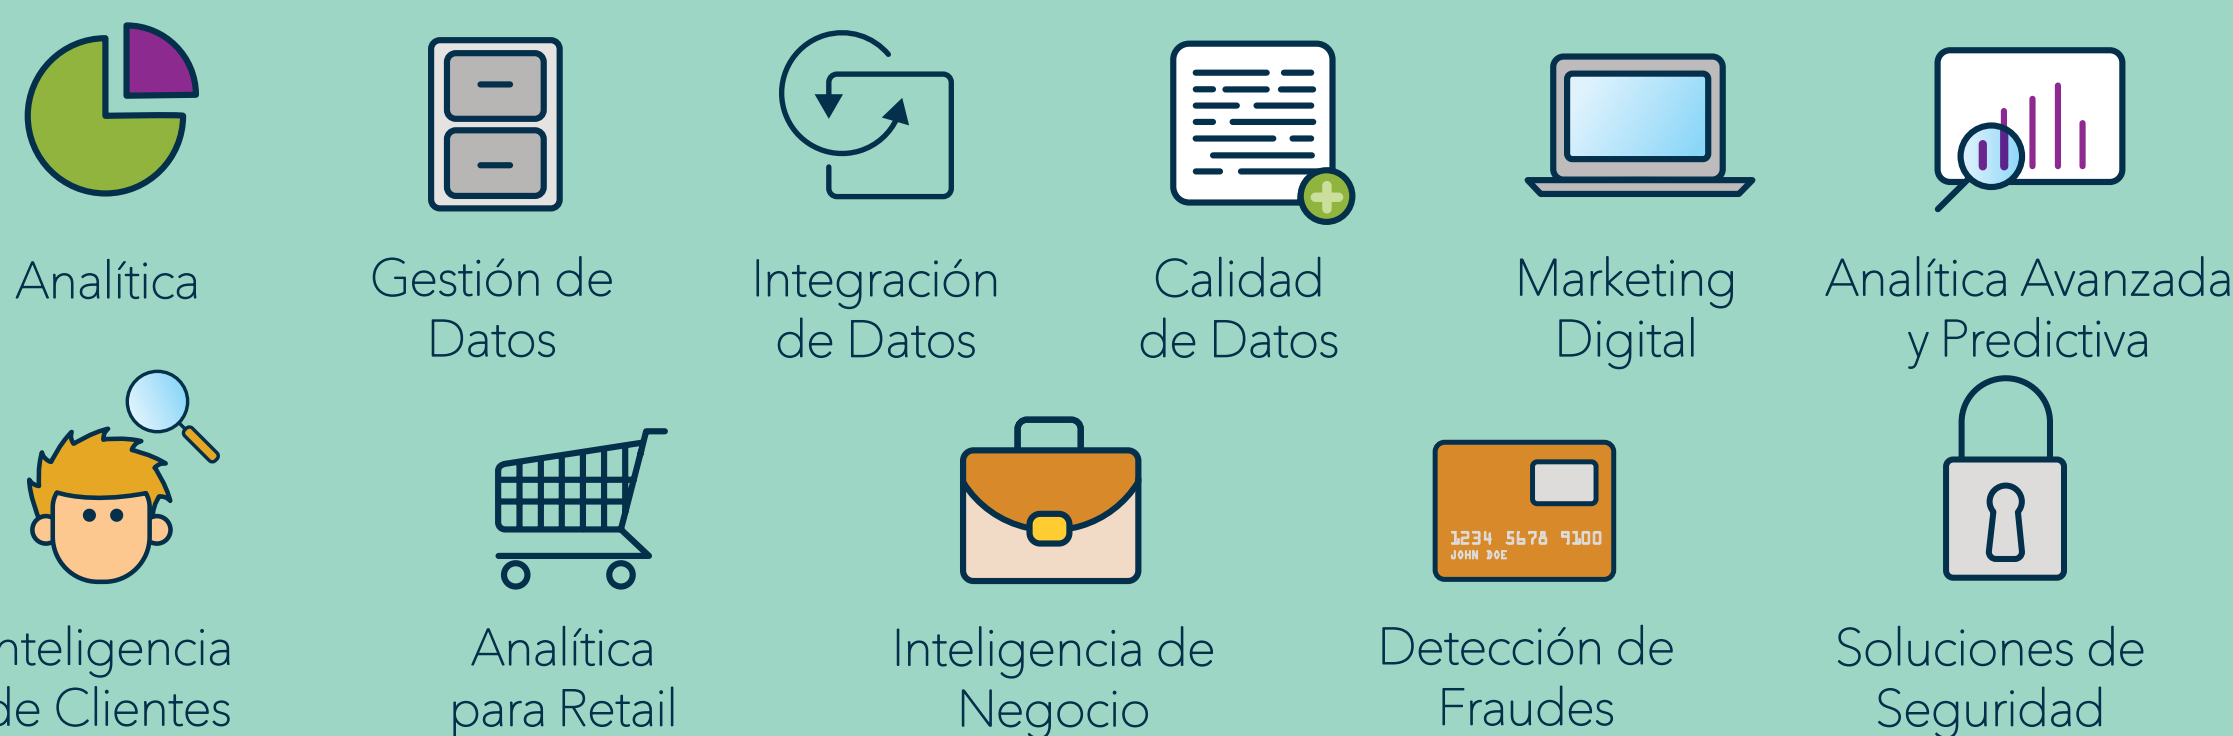 Analítica
Gestión de
Datos
Integración
de Datos
Calidad
de Datos
Marketing
Digital
Analítica Avanzada
y Predictiva
1234 5678 9100
JOHN DOE
nteligencia
de Clientes
Analítica
para Retail
Inteligencia de
Negocio
Detección de
Fraudes
Soluciones de
Seguridad